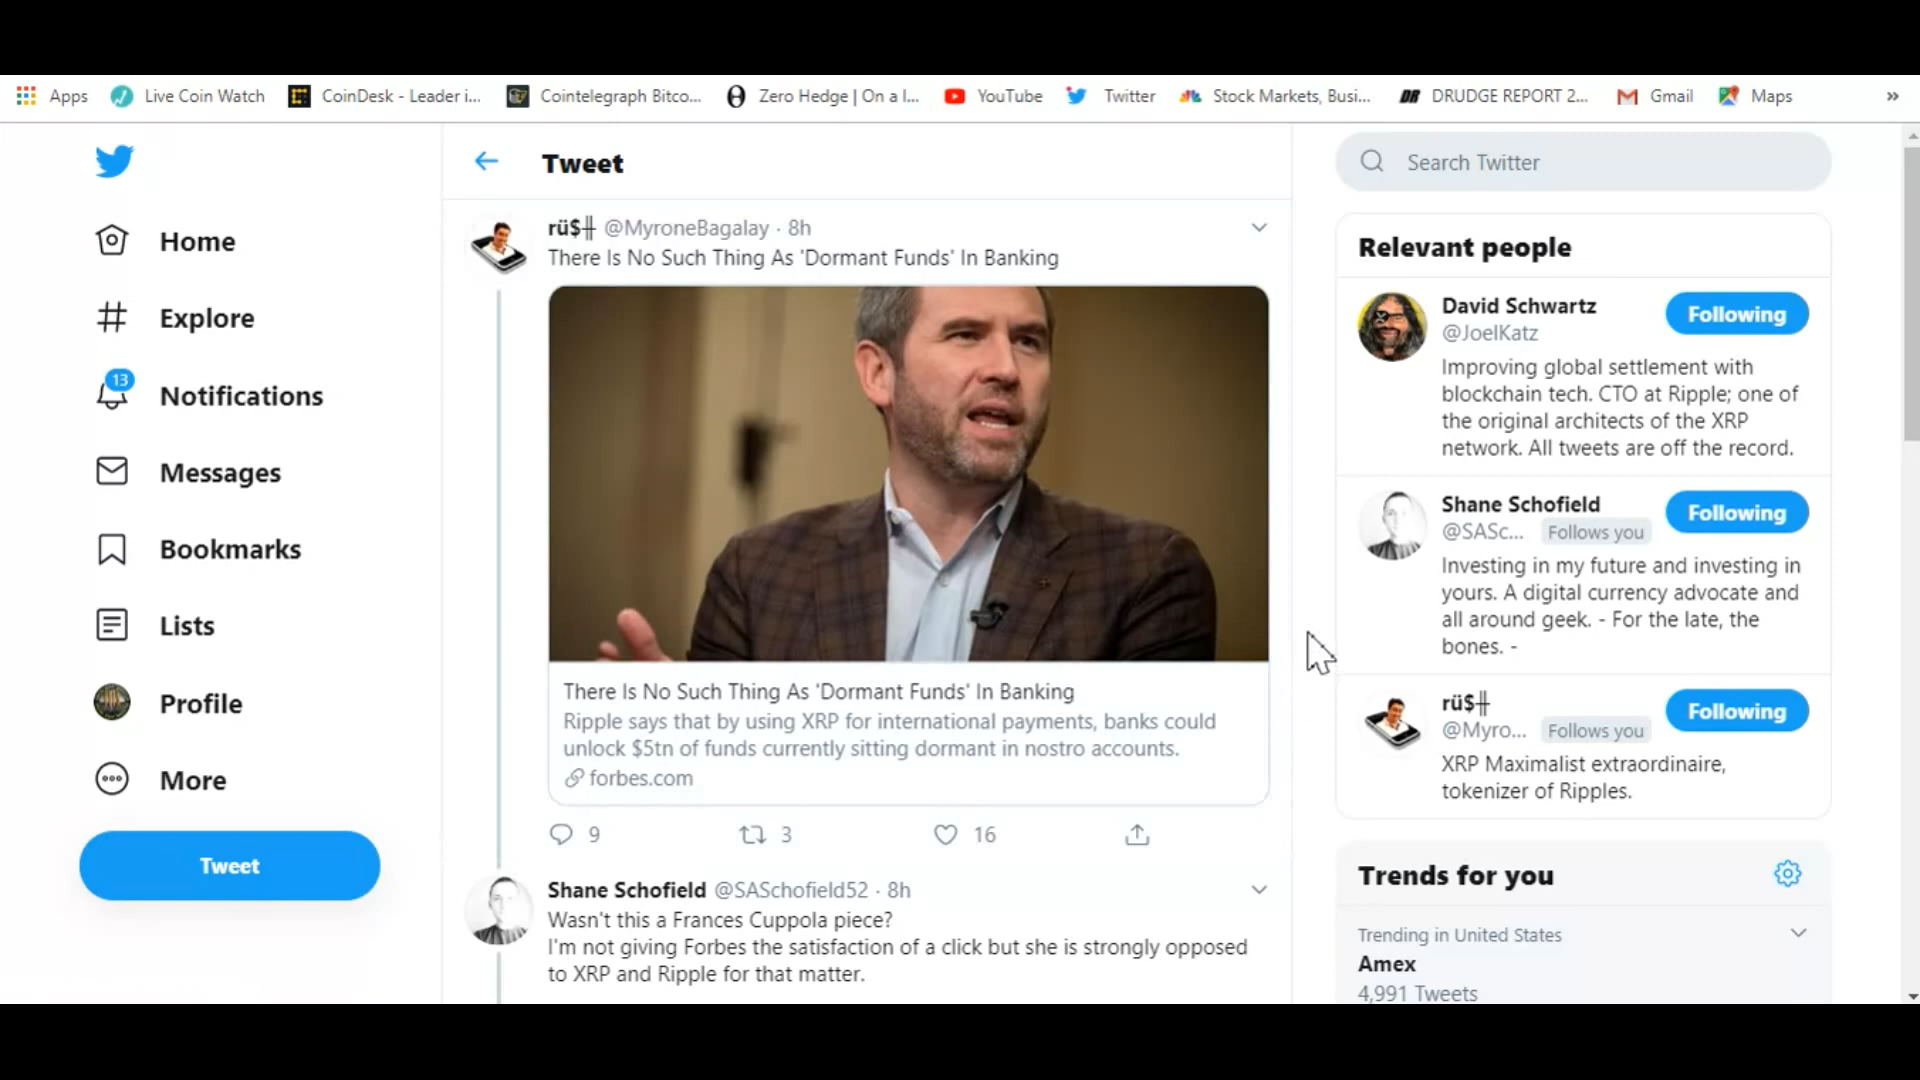 Apps
Live Coin Watch
CoinDesk - Leader i...
Cointelegraph Bitco...
Zero Hedge | On a l...
YouTube
Twitter
Stock Markets, Busi...
DRUDGE REPORT 2...
Gmail
Maps
»
Home
Explore
13
Notifications
Messages
Bookmarks
Lists
Profile
More
Tweet
Tweet
rü$╫ @MyroneBagalay · 8h
There Is No Such Thing As 'Dormant Funds' In Banking
There Is No Such Thing As 'Dormant Funds' In Banking
Ripple says that by using XRP for international payments, banks could
unlock $5tn of funds currently sitting dormant in nostro accounts.
forbes.com
9
3
16
Shane Schofield @SASchofield52 · 8h
Wasn't this a Frances Cuppola piece?
I'm not giving Forbes the satisfaction of a click but she is strongly opposed
to XRP and Ripple for that matter.
Search Twitter
Relevant people
David Schwartz
@JoelKatz
Following
Improving global settlement with
blockchain tech. CTO at Ripple; one of
the original architects of the XRP
network. All tweets are off the record.
Shane Schofield
@SASc... Follows you
Following
Investing in my future and investing in
yours. A digital currency advocate and
all around geek. - For the late, the
bones. -
rü$╫
@Myro... Follows you
Following
XRP Maximalist extraordinaire,
tokenizer of Ripples.
Trends for you
Trending in United States
Amex
4,991 Tweets